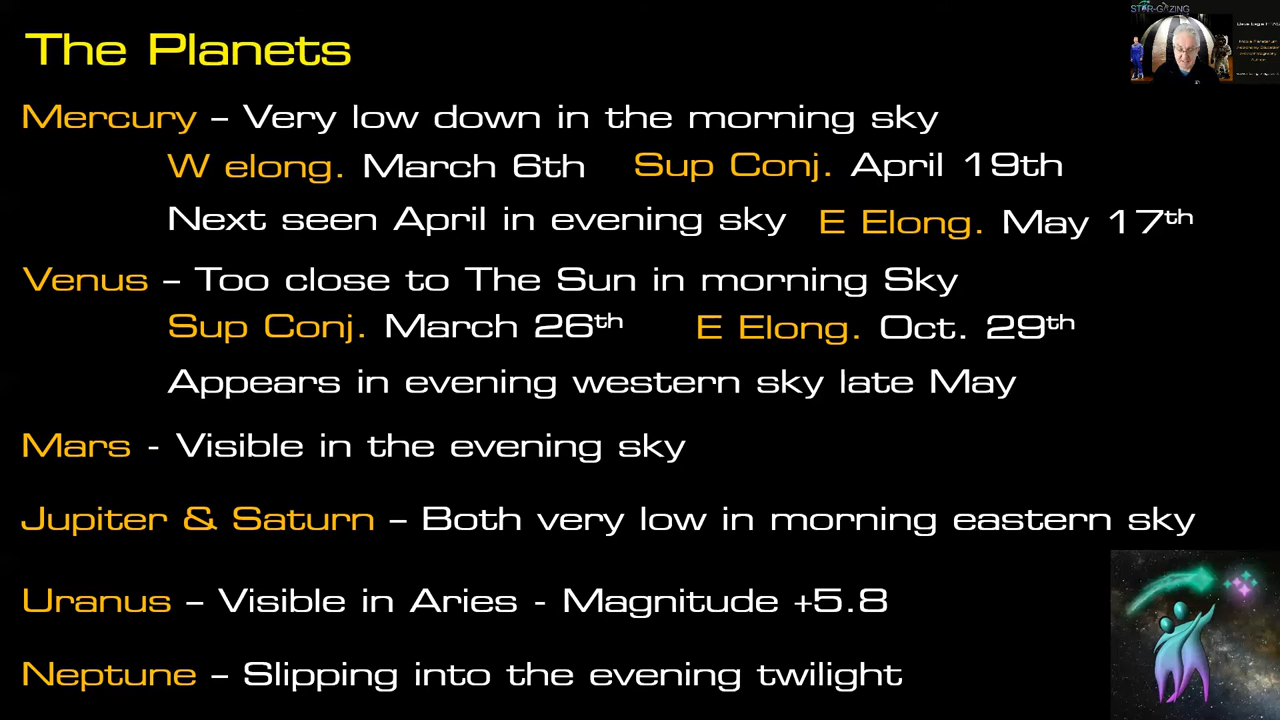 STAR-GAZING
The Planets
Mercury – Very low down in the morning sky
W elong. March 6th Sup Conj. April 19th
Next seen April in evening sky E Elong. May 17th
Venus – Too close to The Sun in morning Sky
Sup Conj. March 26th E Elong. Oct. 29th
Appears in evening western sky late May
Mars - Visible in the evening sky
Jupiter & Saturn – Both very low in morning eastern sky
Uranus – Visible in Aries - Magnitude +5.8
Neptune – Slipping into the evening twilight